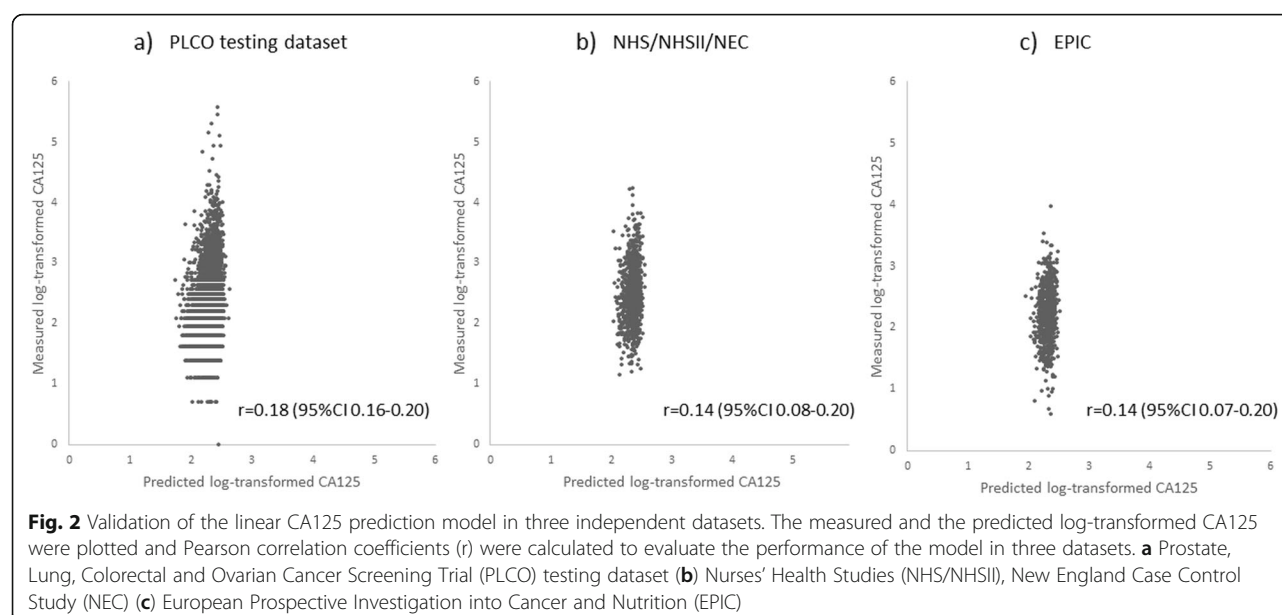 a) PLCO testing dataset
6
5
4
3
2
1
0
Measured log-transformed CA125
0 1 2 3 4 5 6
Predicted log-transformed CA125
r=0.18 (95%CI 0.16-0.20)
b) NHS/NHSII/NEC
6
5
4
3
2
1
0
Measured log-transformed CA125
0 1 2 3 4 5
Predicted log-transformed CA125
r=0.14 (95%CI 0.08-0.20)
c) EPIC
6
5
4
3
2
1
0
Measured log-transformed CA125
0 1 2 3 4 5 6
Predicted log-transformed CA125
r=0.14 (95%CI 0.07-0.20)
Fig. 2 Validation of the linear CA125 prediction model in three independent datasets. The measured and the predicted log-transformed CA125
were plotted and Pearson correlation coefficients (r) were calculated to evaluate the performance of the model in three datasets. a Prostate,
Lung, Colorectal and Ovarian Cancer Screening Trial (PLCO) testing dataset (b) Nurses' Health Studies (NHS/NHSII), New England Case Control
Study (NEC) (c) European Prospective Investigation into Cancer and Nutrition (EPIC)